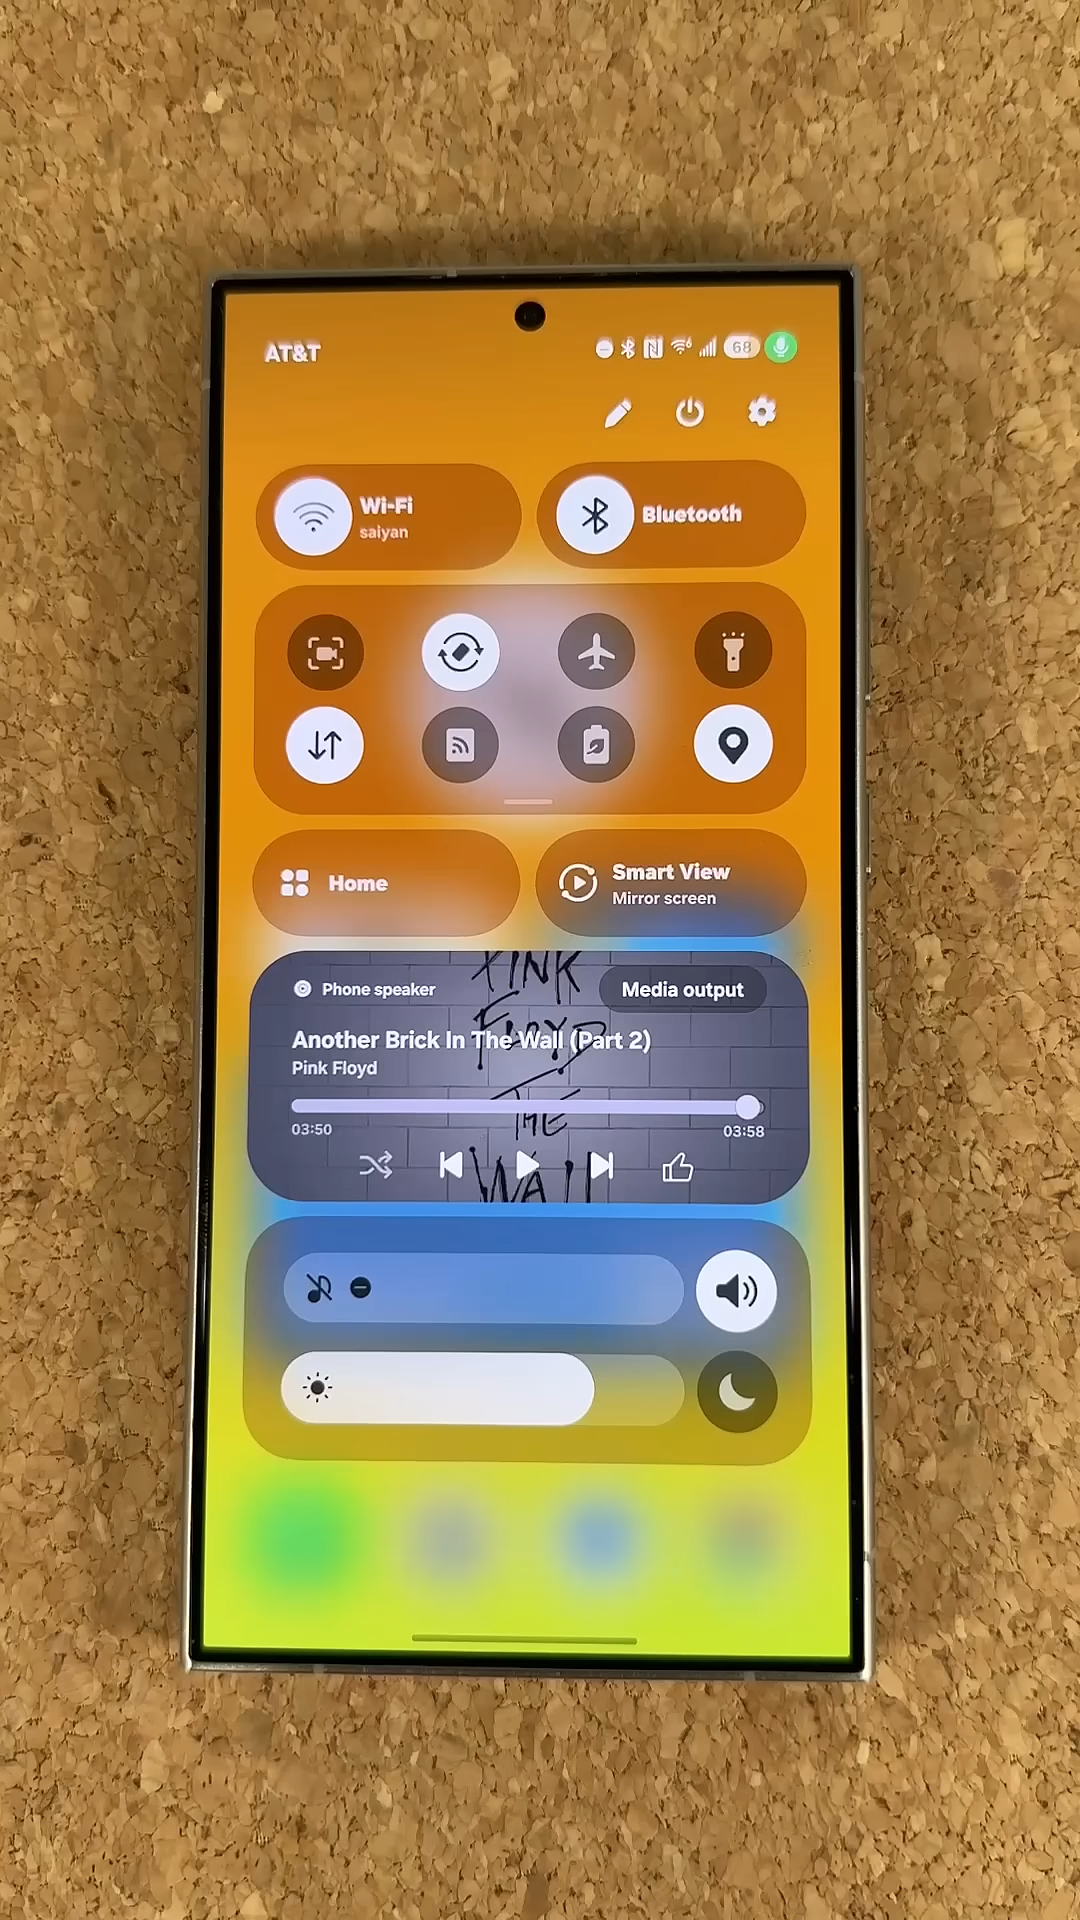 AT&T
68
Wi-Fi
saiyan
Bluetooth
Home
Smart View
Mirror screen
PINK
FLOYD
THE
WALL
Phone speaker
Media output
Another Brick In The Wall (Part 2)
Pink Floyd
03:50
03:58